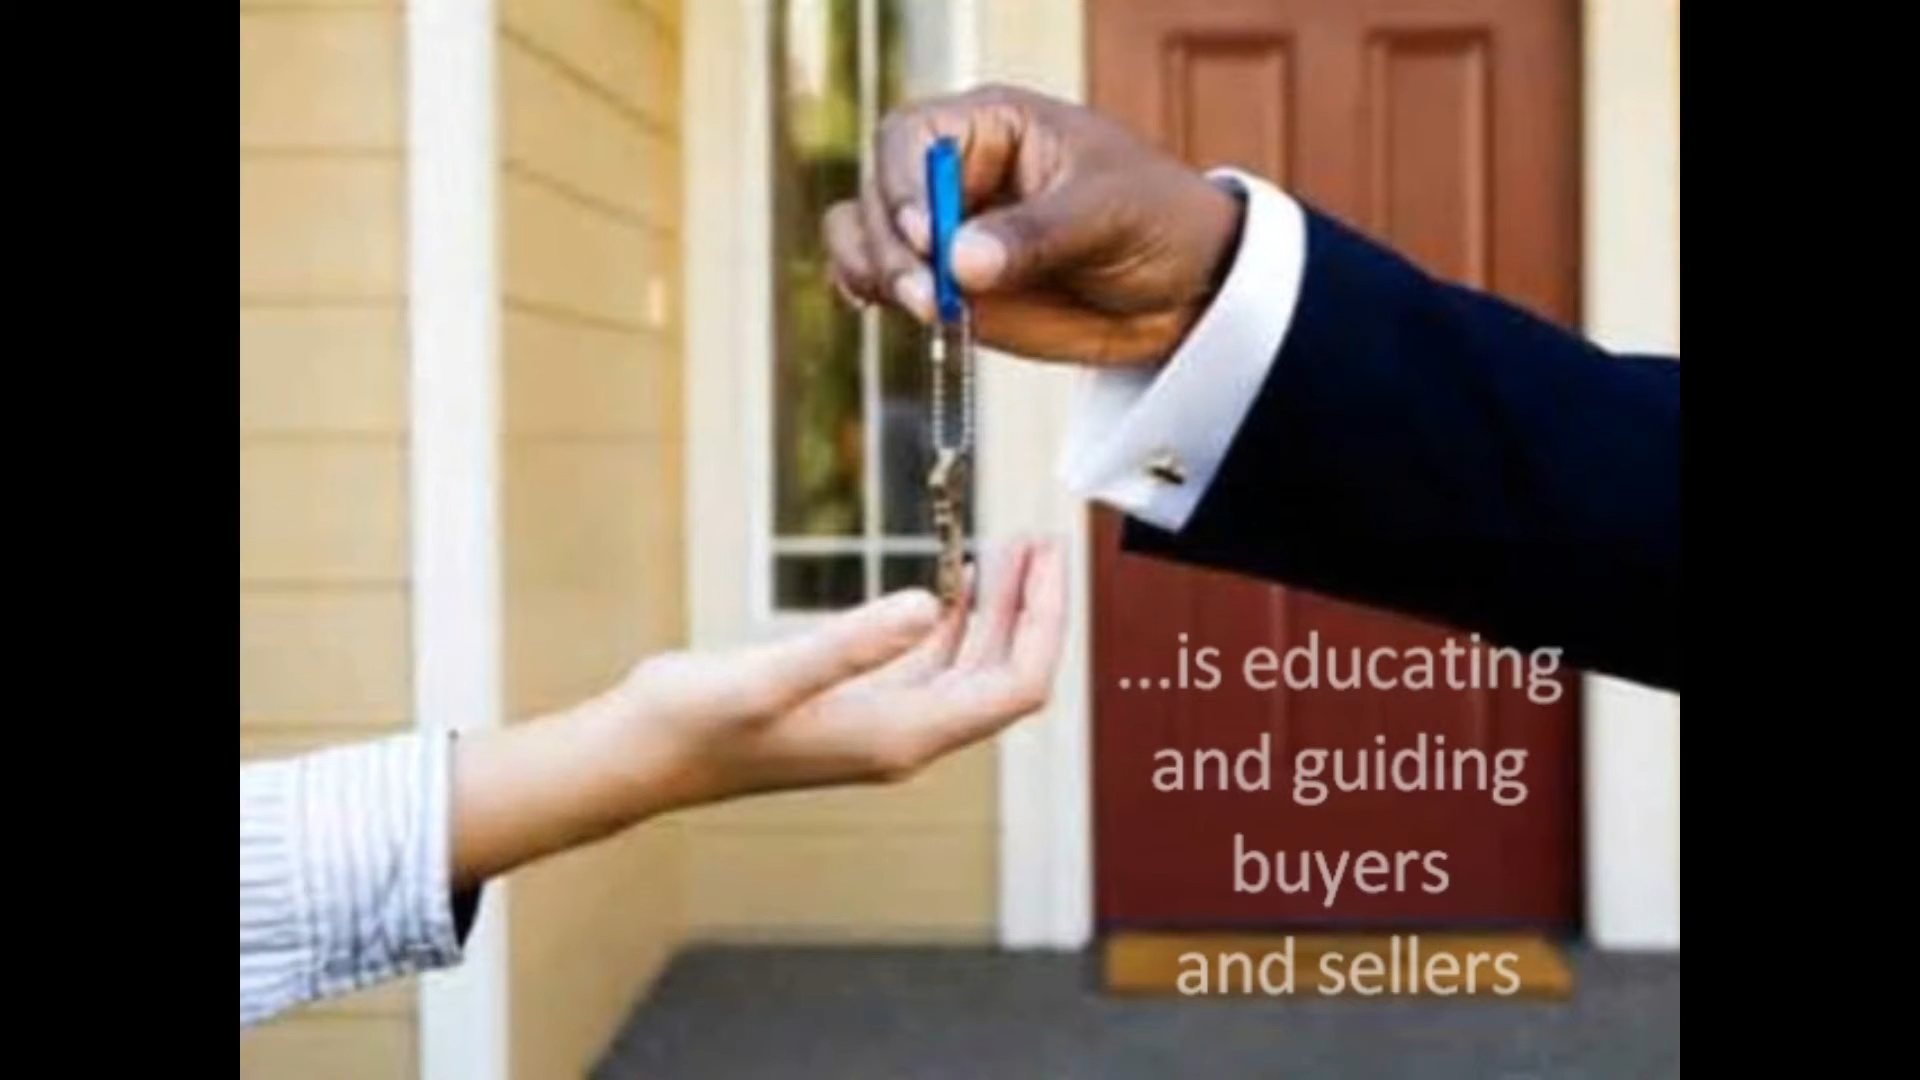 ...is educating
and guiding
buyers
and sellers